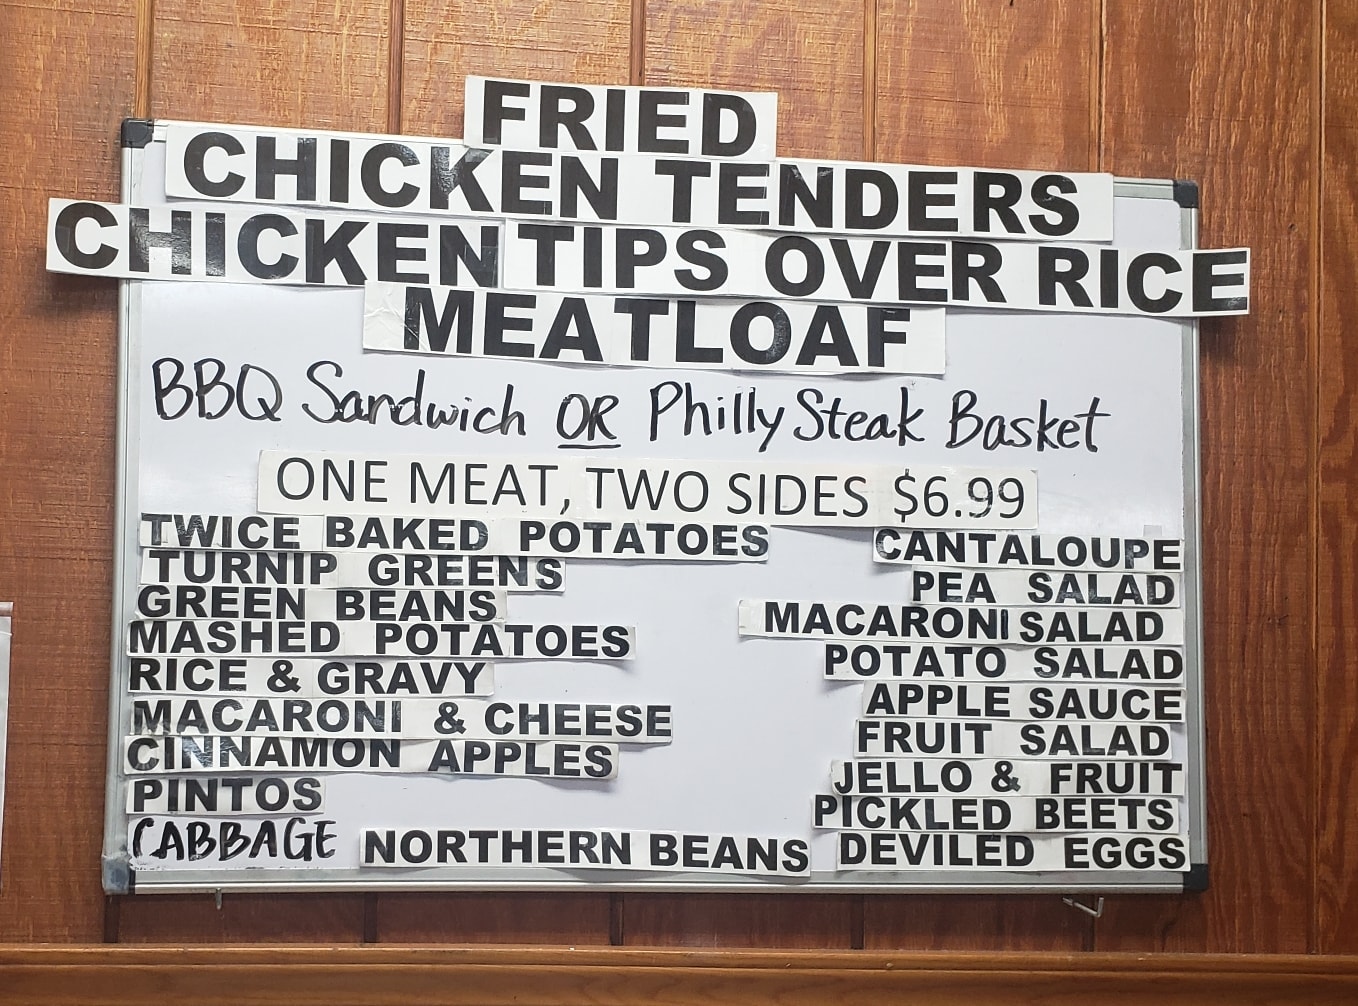 FRIED
CHICKEN TENDERS
CHICKEN TIPS OVER RICE
MEATLOAF
BBQ Sandwich OR Philly Steak Basket
ONE MEAT, TWO SIDES $6.99
TWICE BAKED POTATOES
TURNIP GREENS
GREEN BEANS
MASHED POTATOES
RICE & GRAVY
MACARONI & CHEESE
CINNAMON APPLES
PINTOS
CABBAGE
NORTHERN BEANS
CANTALOUPE
PEA SALAD
MACARONI SALAD
POTATO SALAD
APPLE SAUCE
FRUIT SALAD
JELLO & FRUIT
PICKLED BEETS
DEVILED EGGS